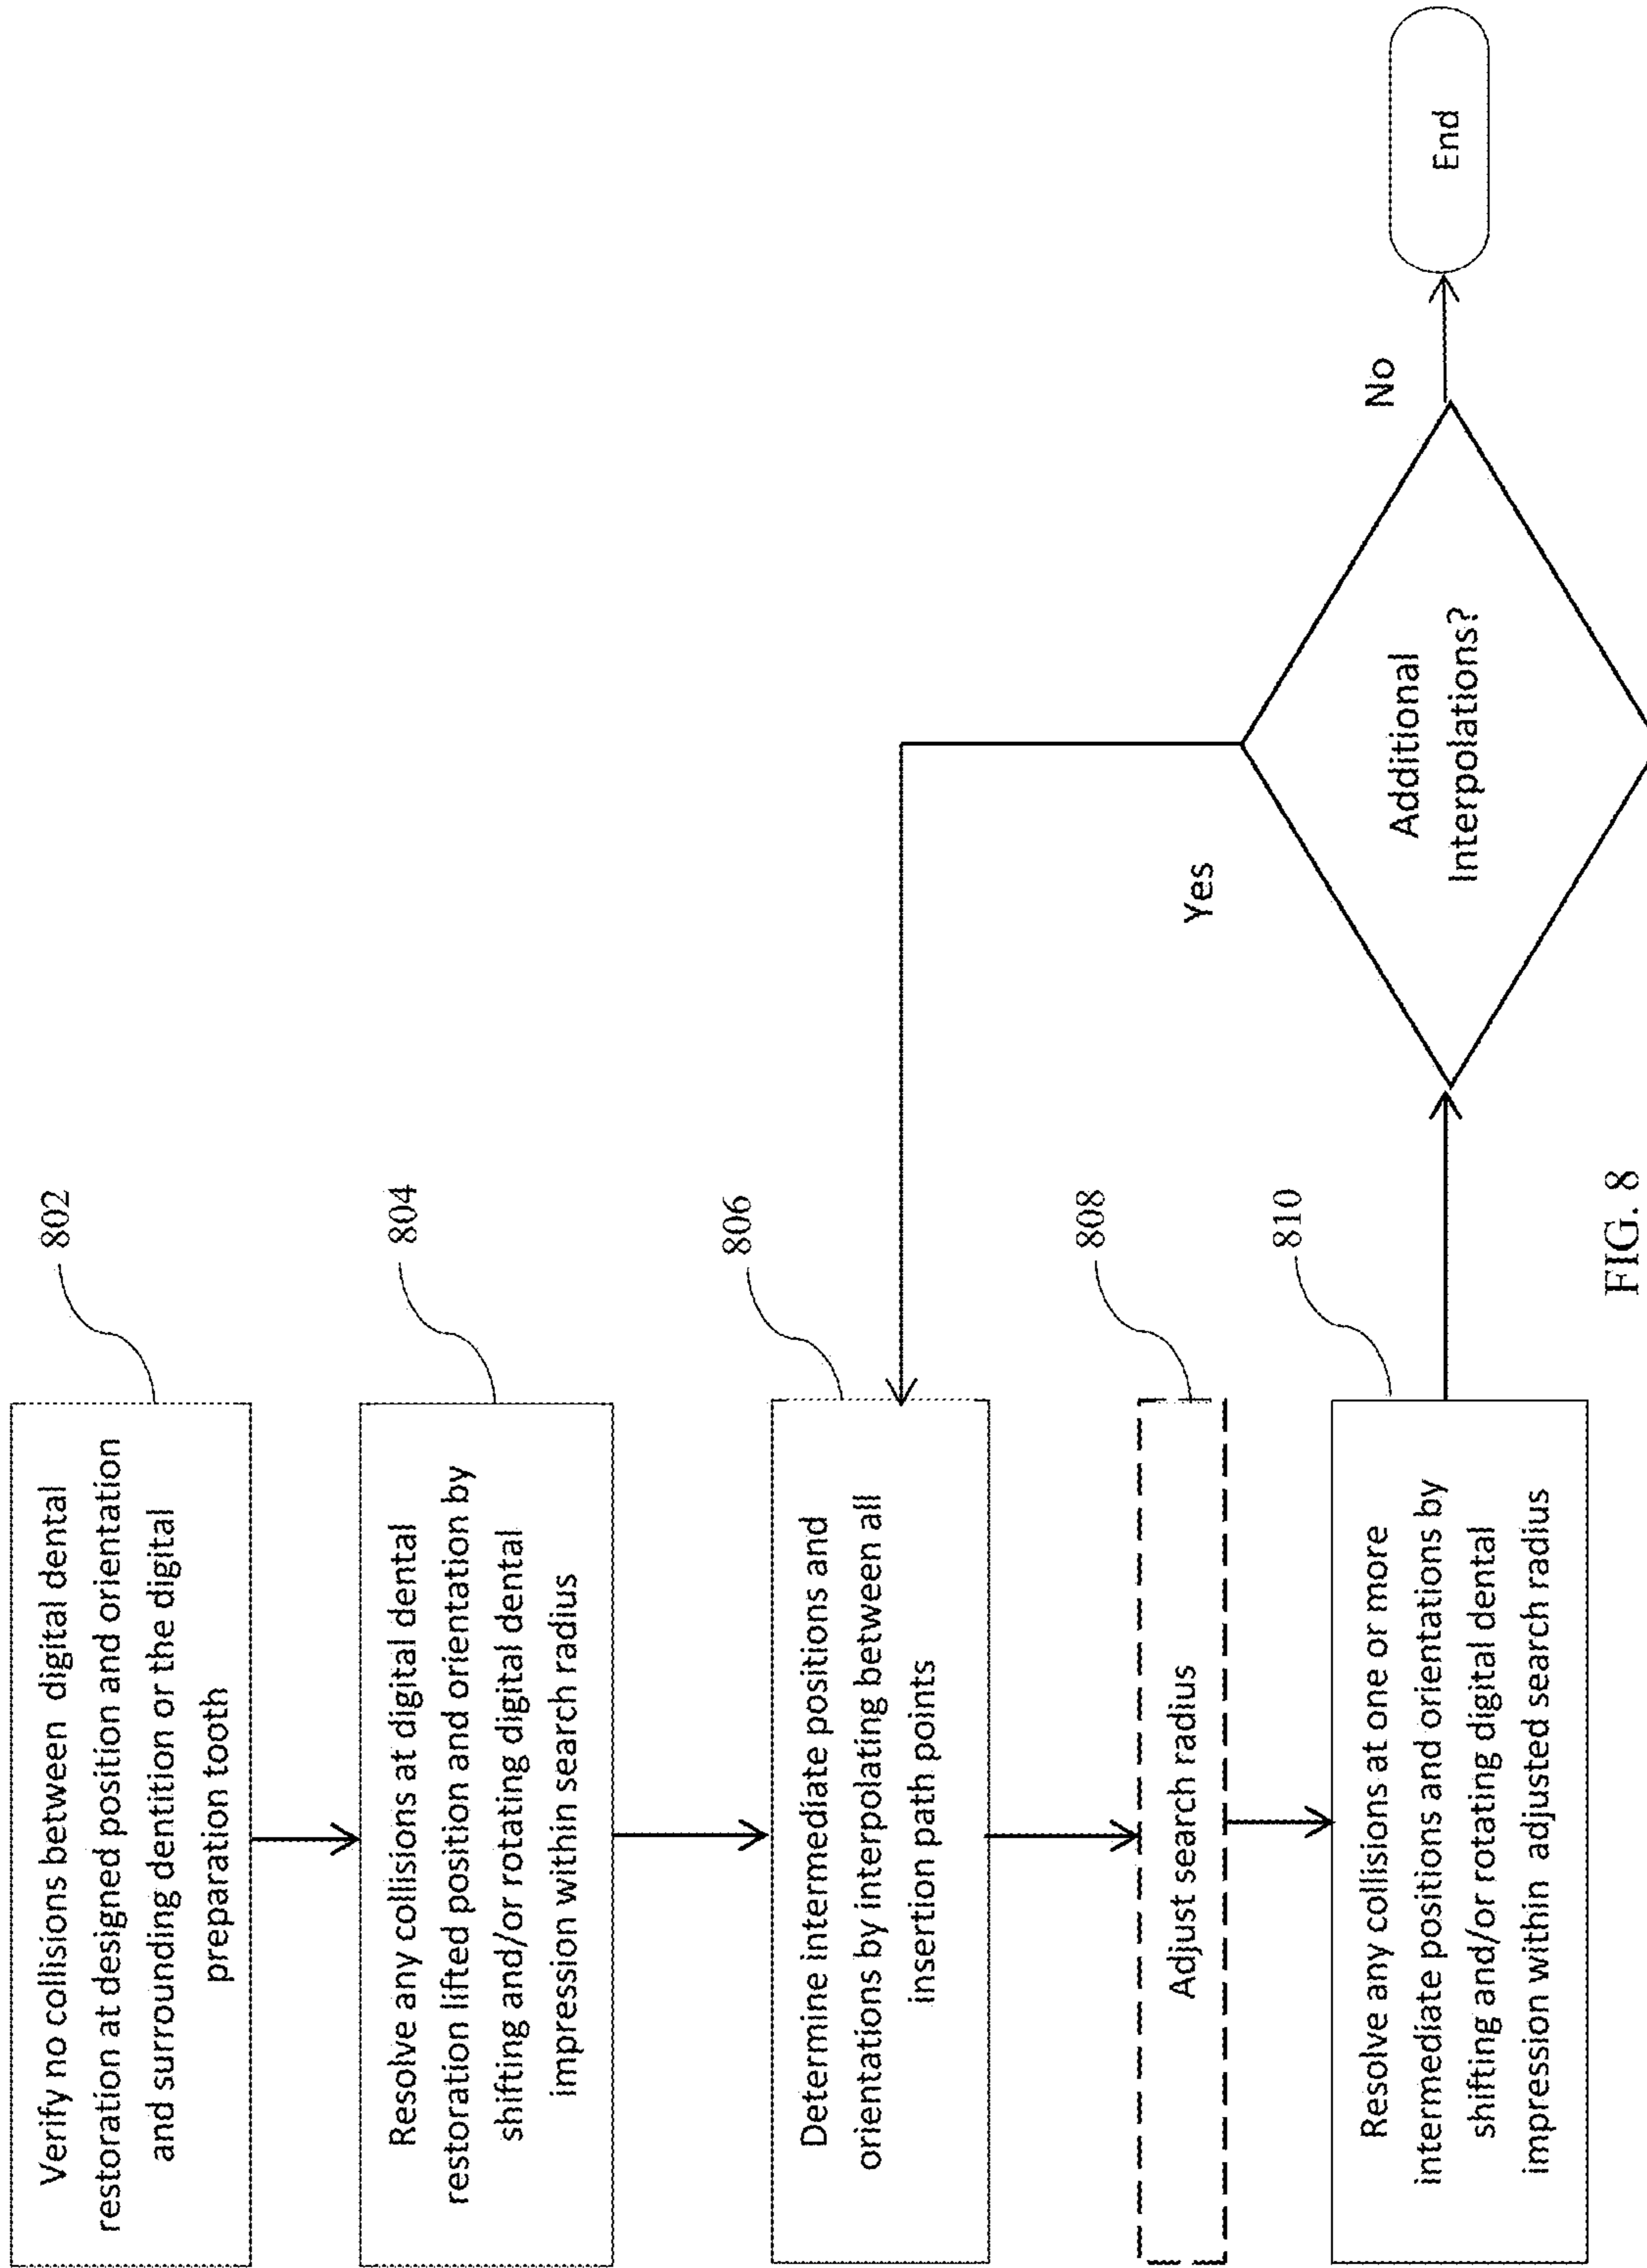 802
Verify no collisions between digital dental
restoration at designed position and orientation
and surrounding dentition or the digital
preparation tooth
804
Resolve any collisions at digital dental
restoration lifted position and orientation by
shifting and/or rotating digital dental
impression within search radius
806
Determine intermediate positions and
orientations by interpolating between all
insertion path points
808
Adjust search radius
810
Resolve any collisions at one or more
intermediate positions and orientations by
shifting and/or rotating digital dental
impression within adjusted search radius
Yes
Additional
Interpolations?
No
End
FIG. 8